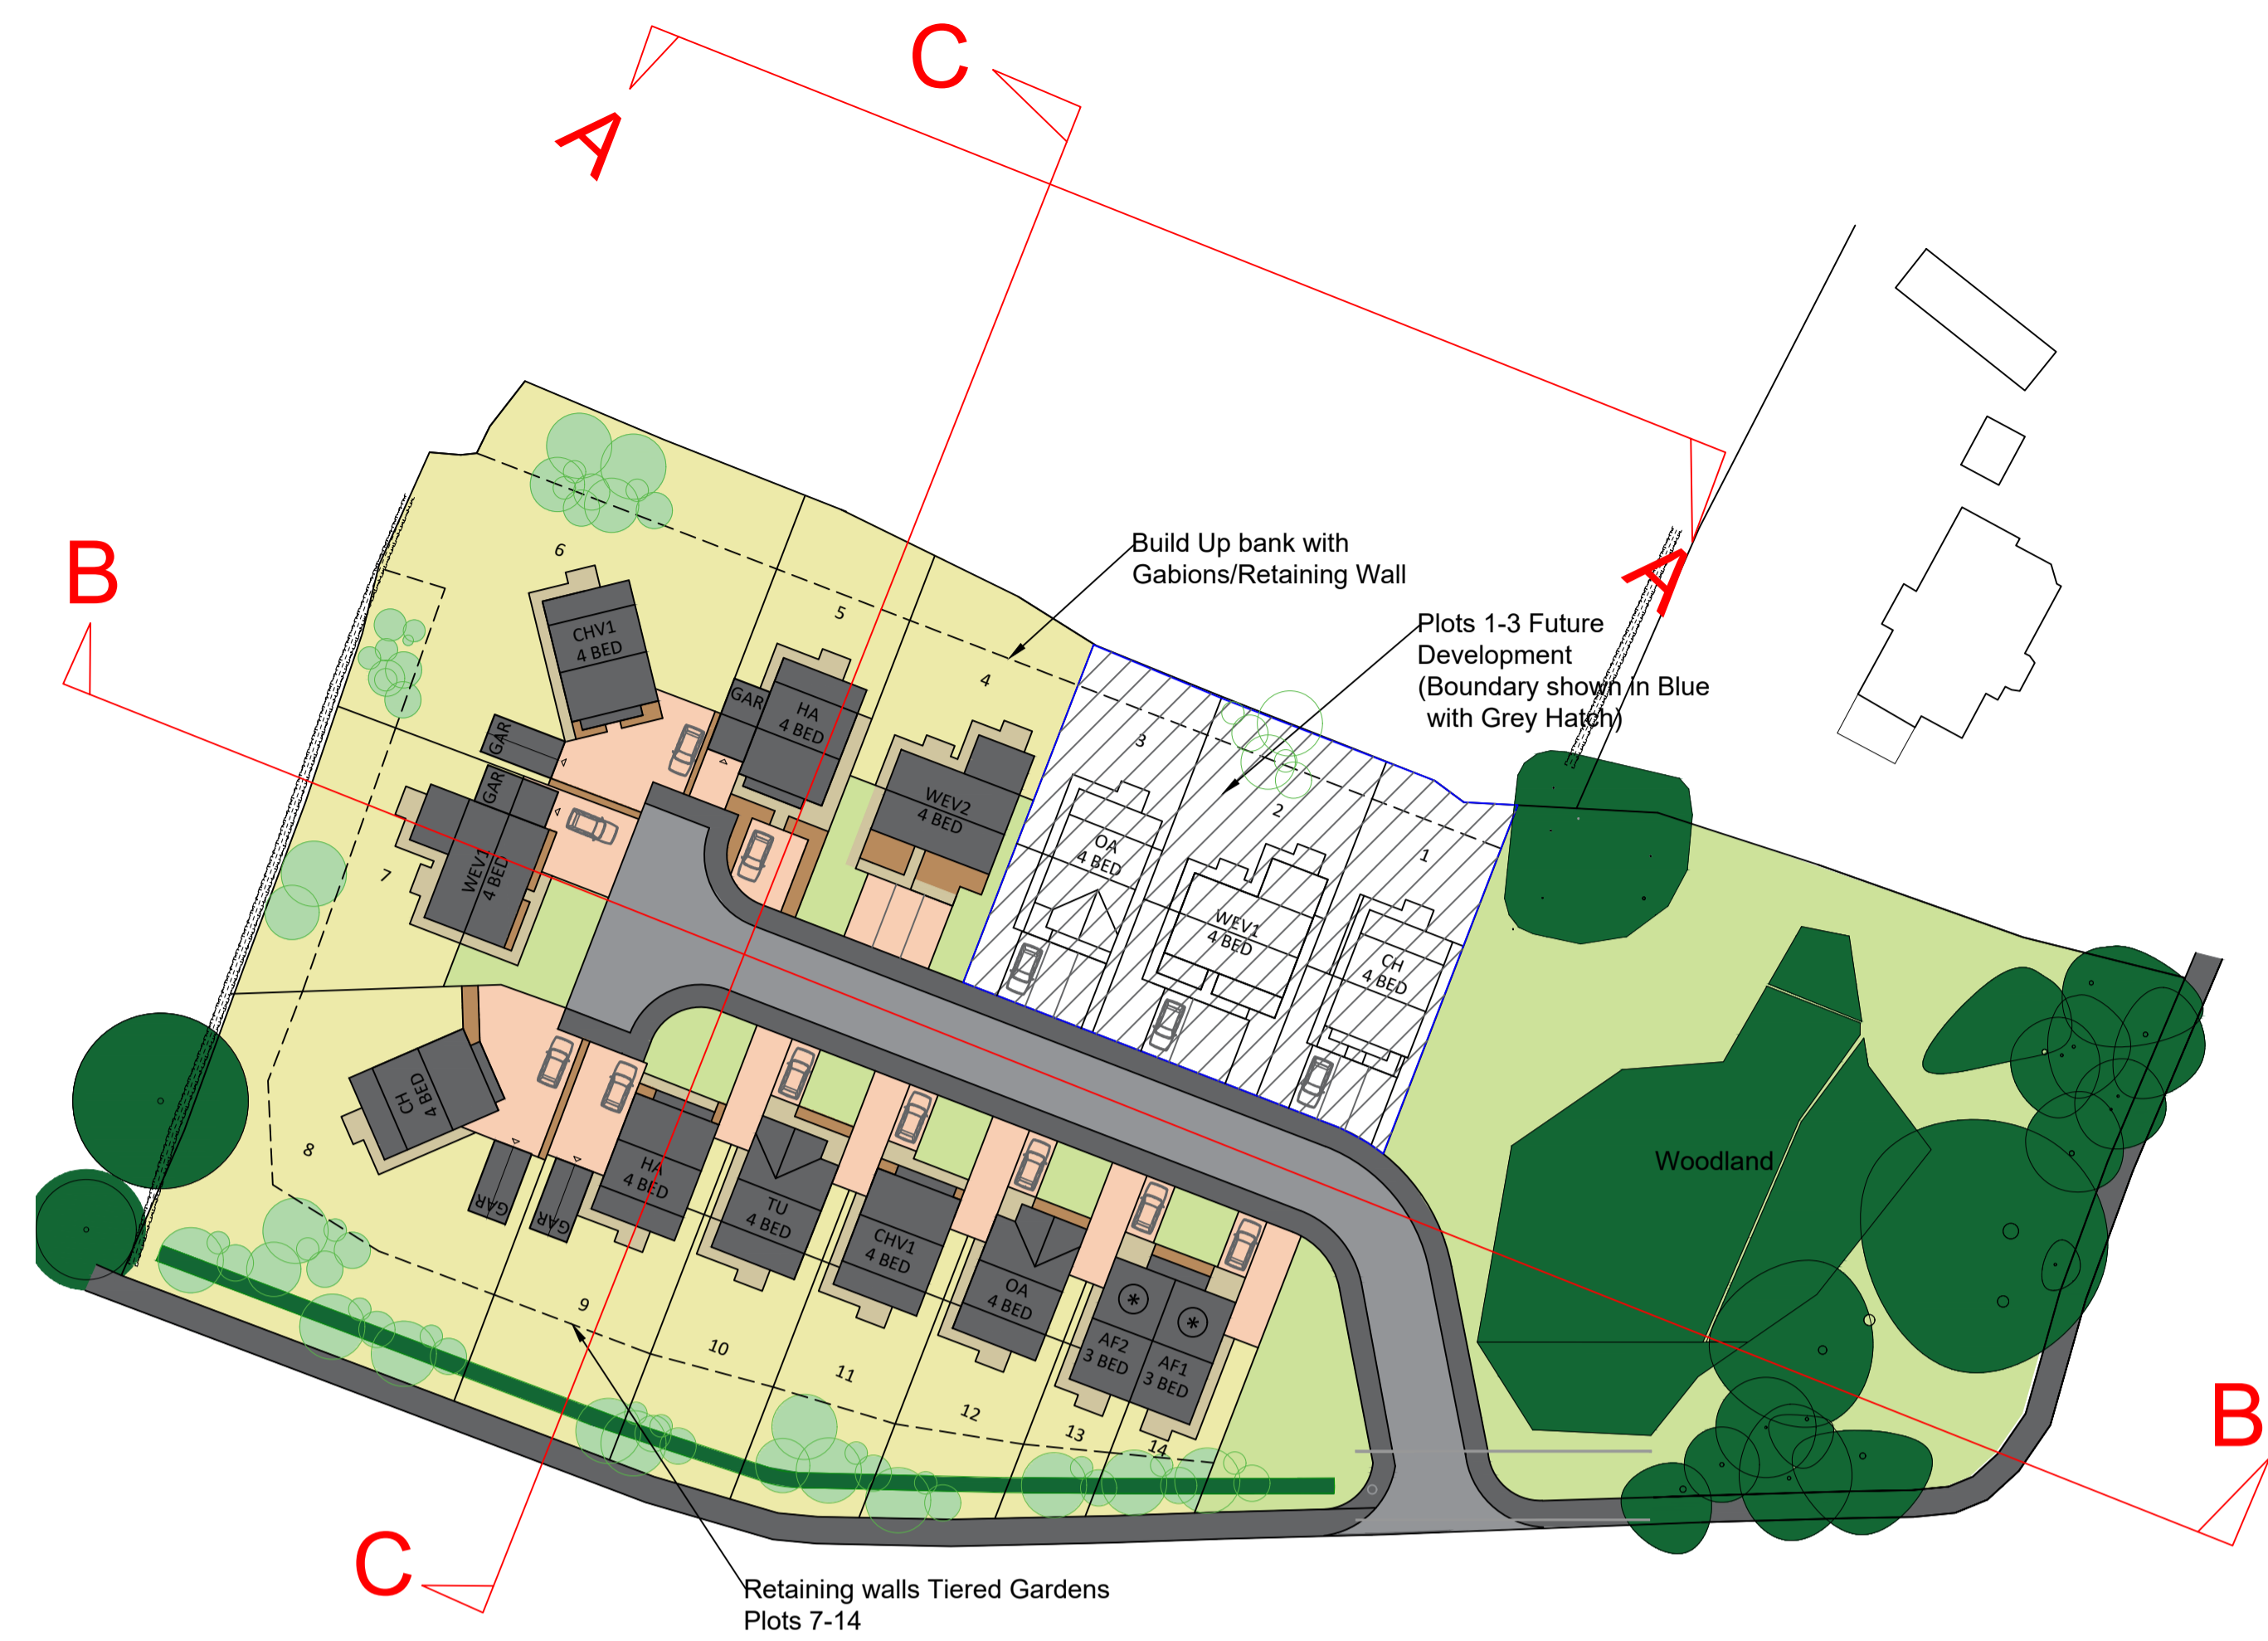 C
A
B
Build Up bank with
Gabions/Retaining Wall
A
Plots 1-3 Future
Development
(Boundary shown in Blue
with Grey Hatch)
6
5
4
3
2
1
CHV1
4 BED
GAR
HA
4 BED
GAR
GAR
WEV2
4 BED
WEV1
4 BED
7
OA
4 BED
WEV1
4 BED
CH
4 BED
CH
4 BED
8
GAR
GAR
HA
4 BED
TU
4 BED
CHV1
4 BED
OA
4 BED
AF2
3 BED
AF1
3 BED
Woodland
9
10
11
12
13
14
B
C
Retaining walls Tiered Gardens
Plots 7-14